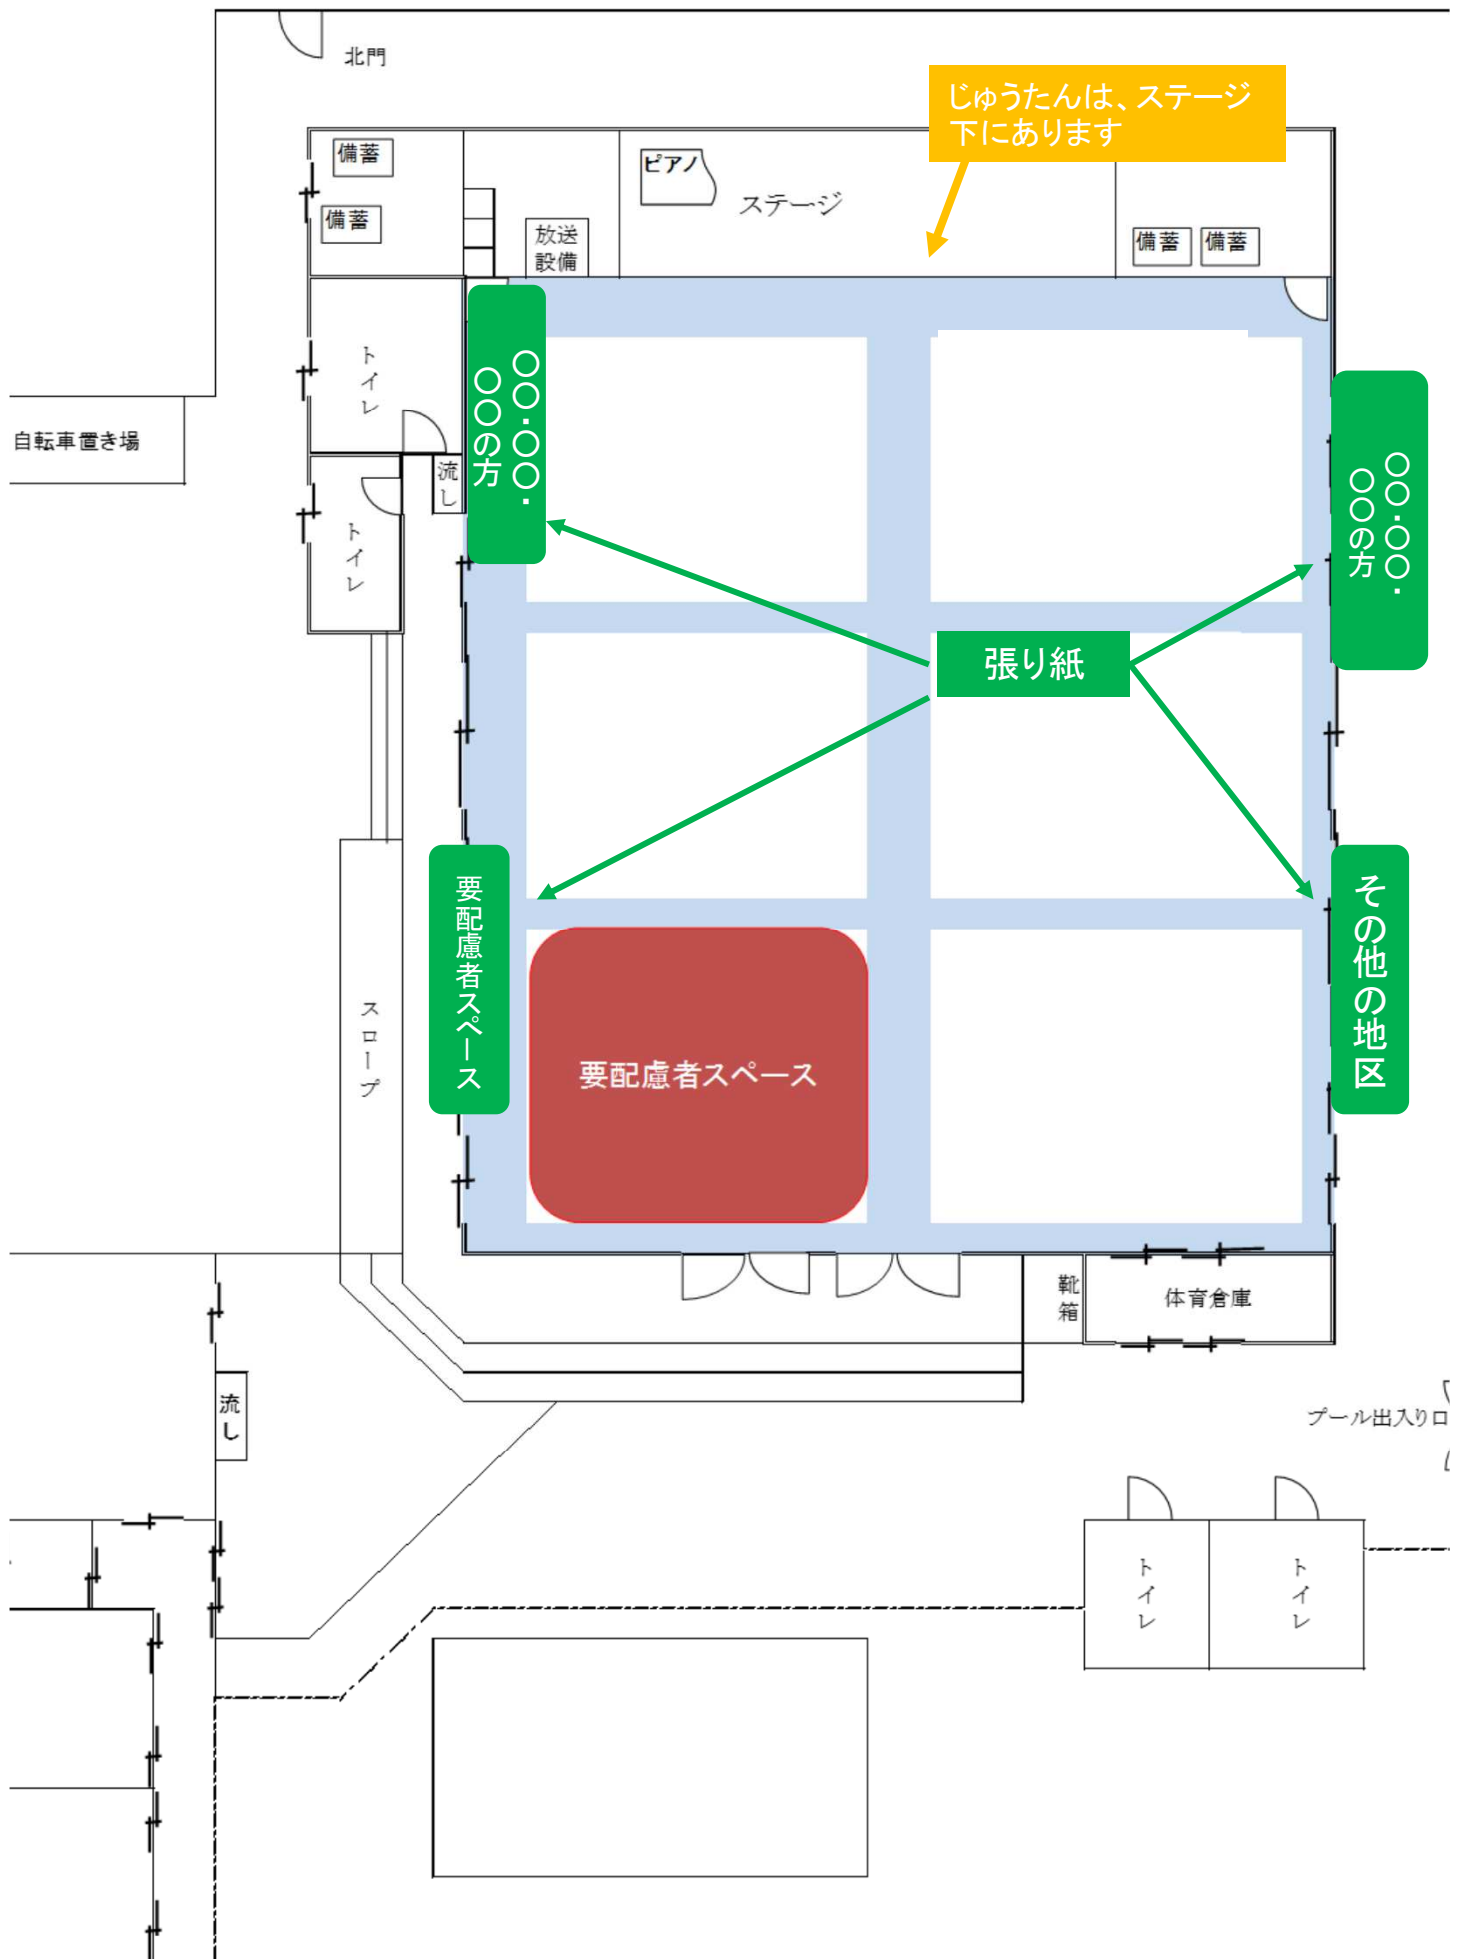 北門
じゅうたんは、ステージ
下にあります
備蓄
備蓄
放送
設備
ピアノ
ステージ
備蓄
備蓄
トイレ
自転車置き場
流し
トイレ
〇〇・〇〇・
〇〇の方
〇〇・〇〇・
〇〇の方
張り紙
要配慮者スペース
その他の地区
スロープ
要配慮者スペース
靴箱
体育倉庫
流し
プール出入り口
トイレ
トイレ